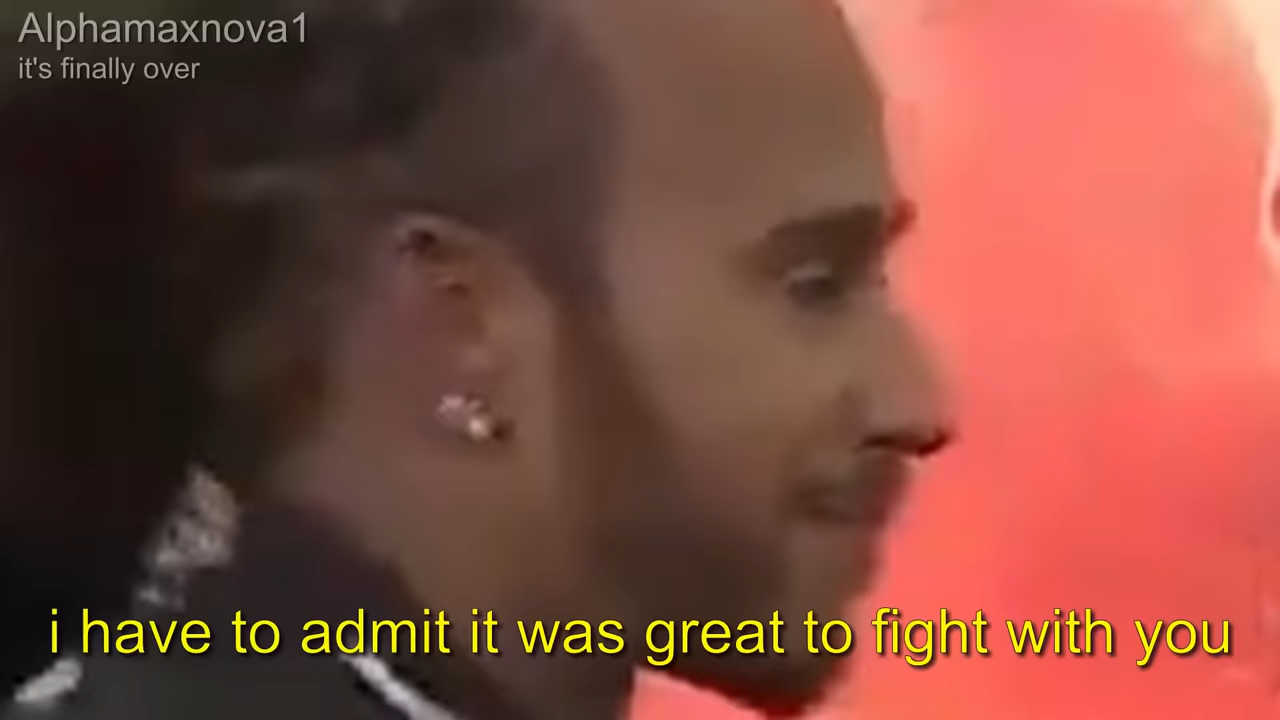 Alphamaxnova1
it's finally over
i have to admit it was great to fight with you